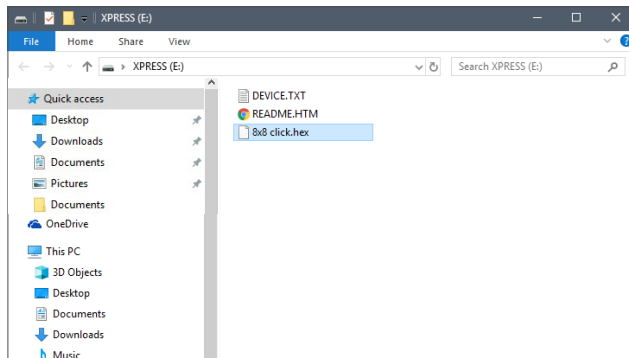 XPRESS (E:)
File Home Share View
XPRESS (E:) Search XPRESS (E:)
Quick access
Desktop
Downloads
Documents
Pictures
Documents
OneDrive
This PC
3D Objects
Desktop
Documents
Downloads
Music
DEVICE.TXT
README.HTM
8x8 click.hex